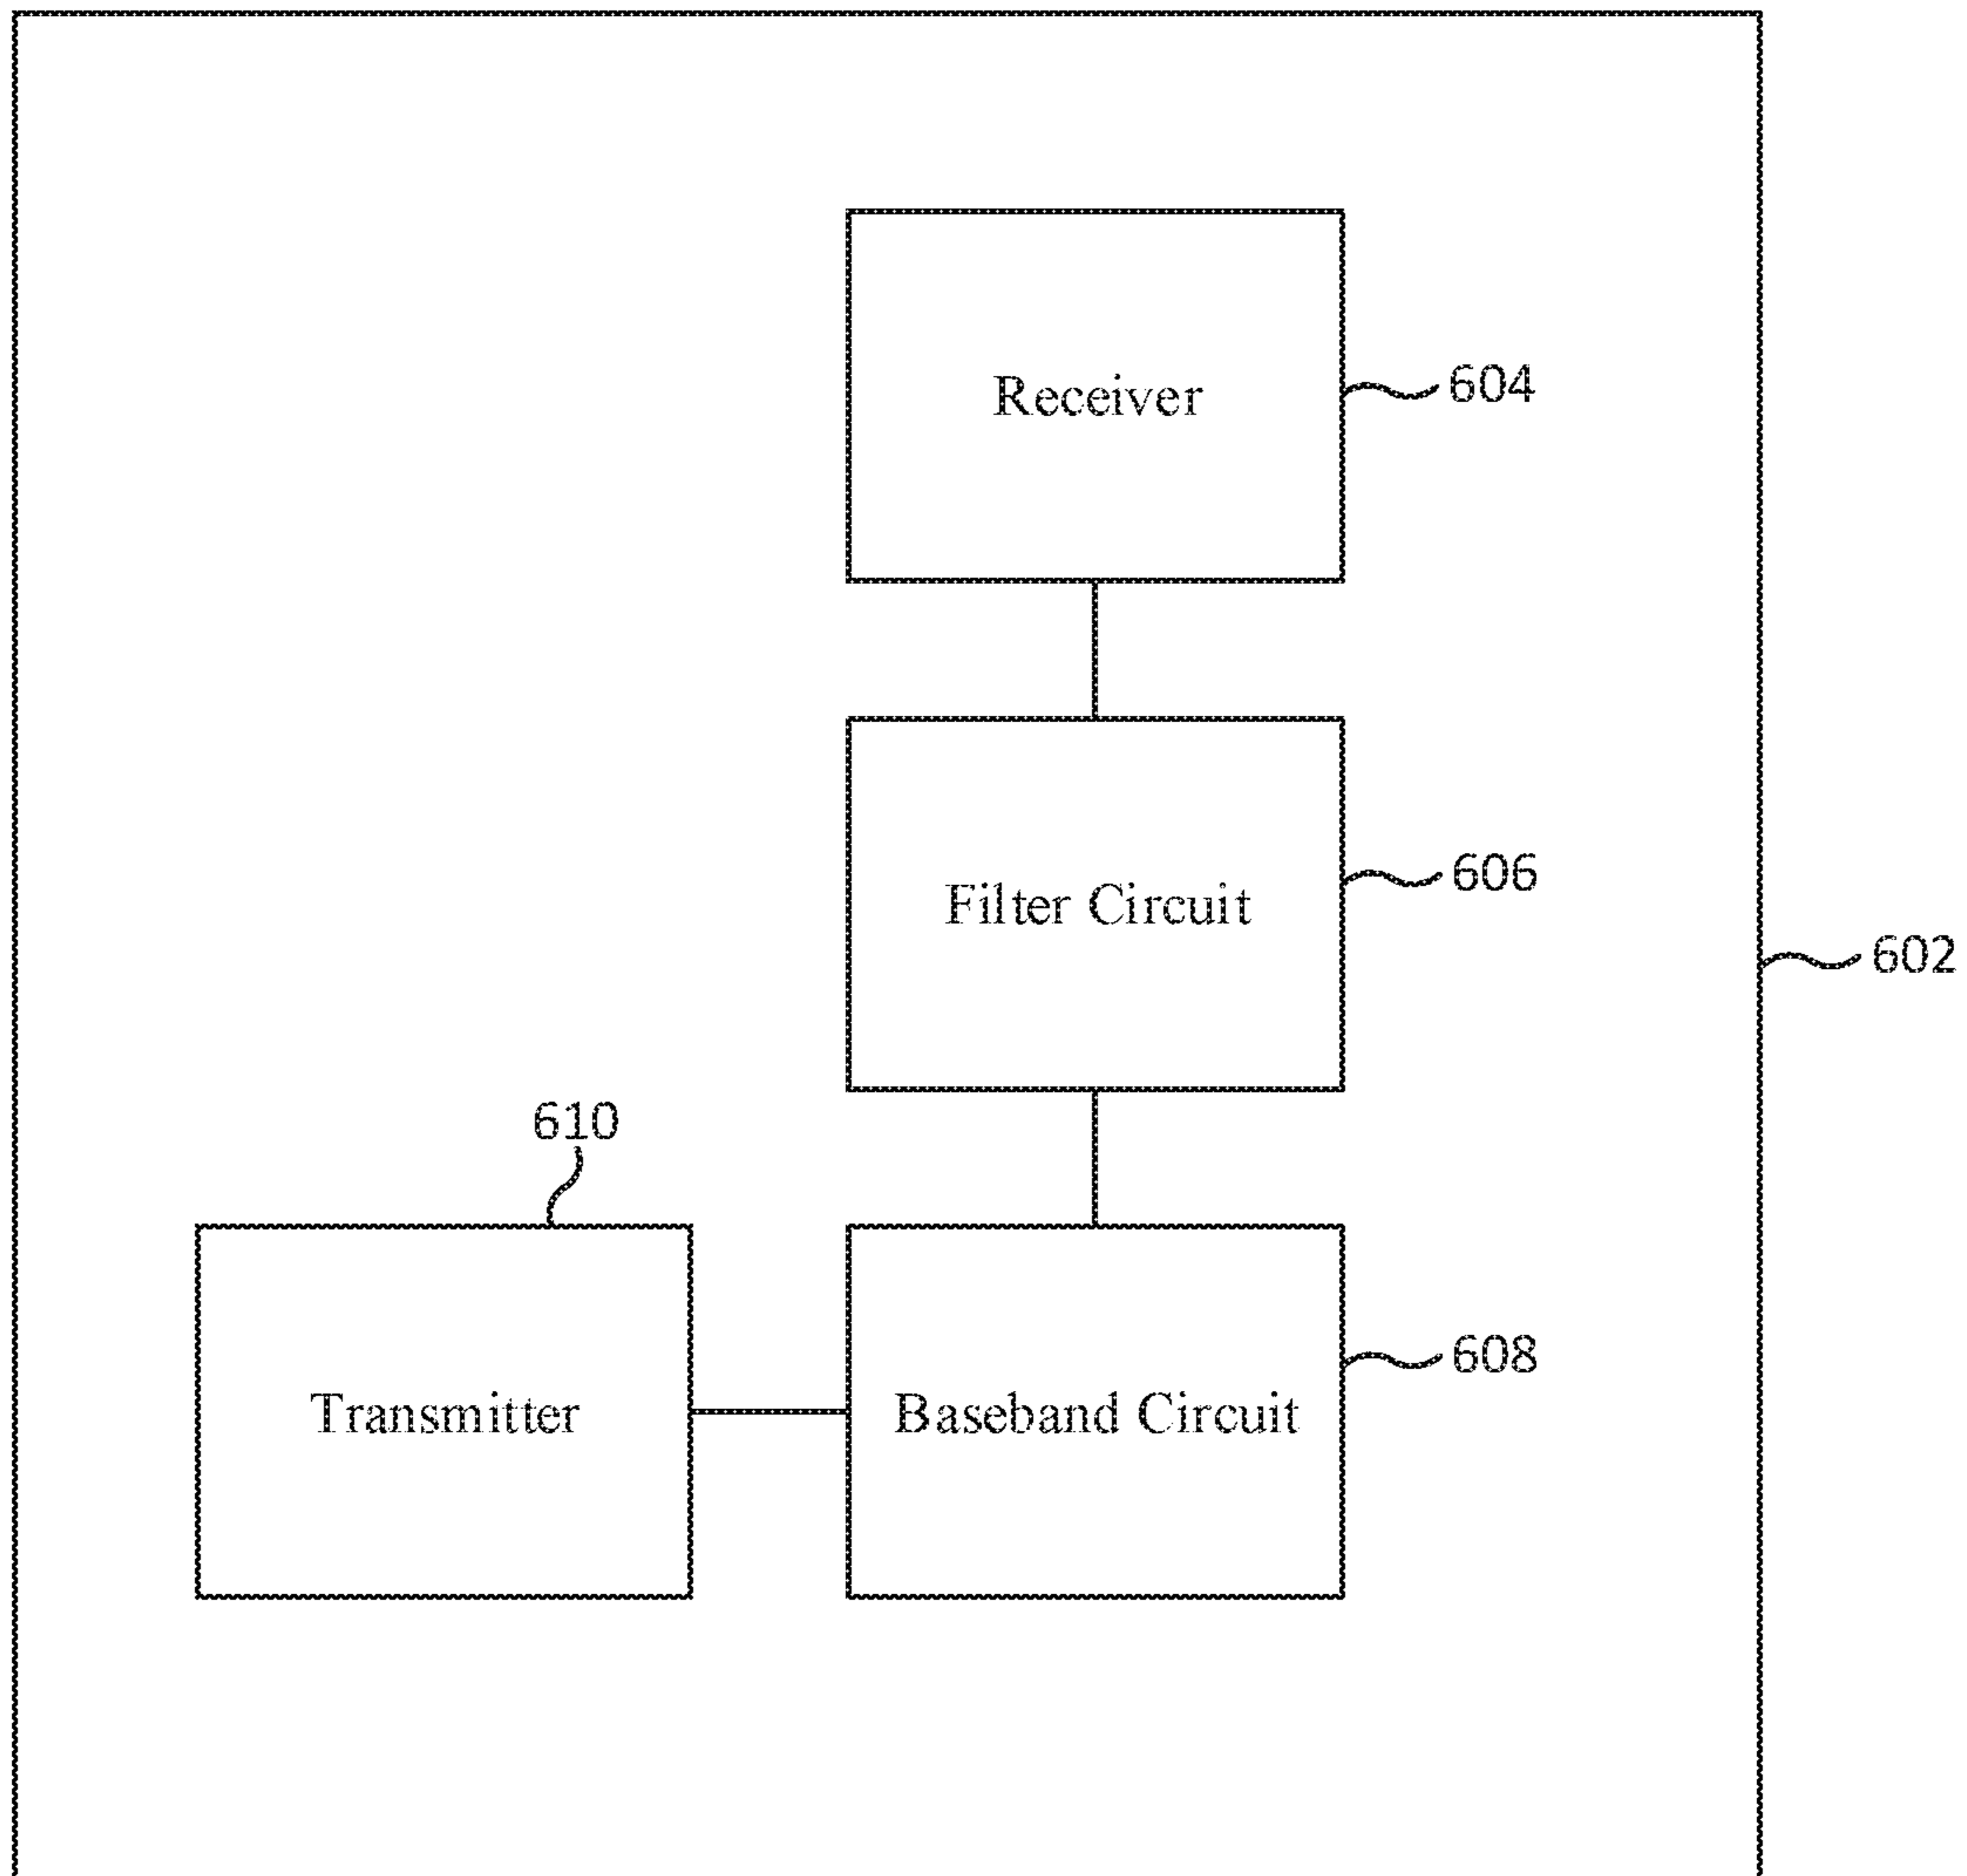 Receiver
604
Filter Circuit
606
602
610
Transmitter
Baseband Circuit
608